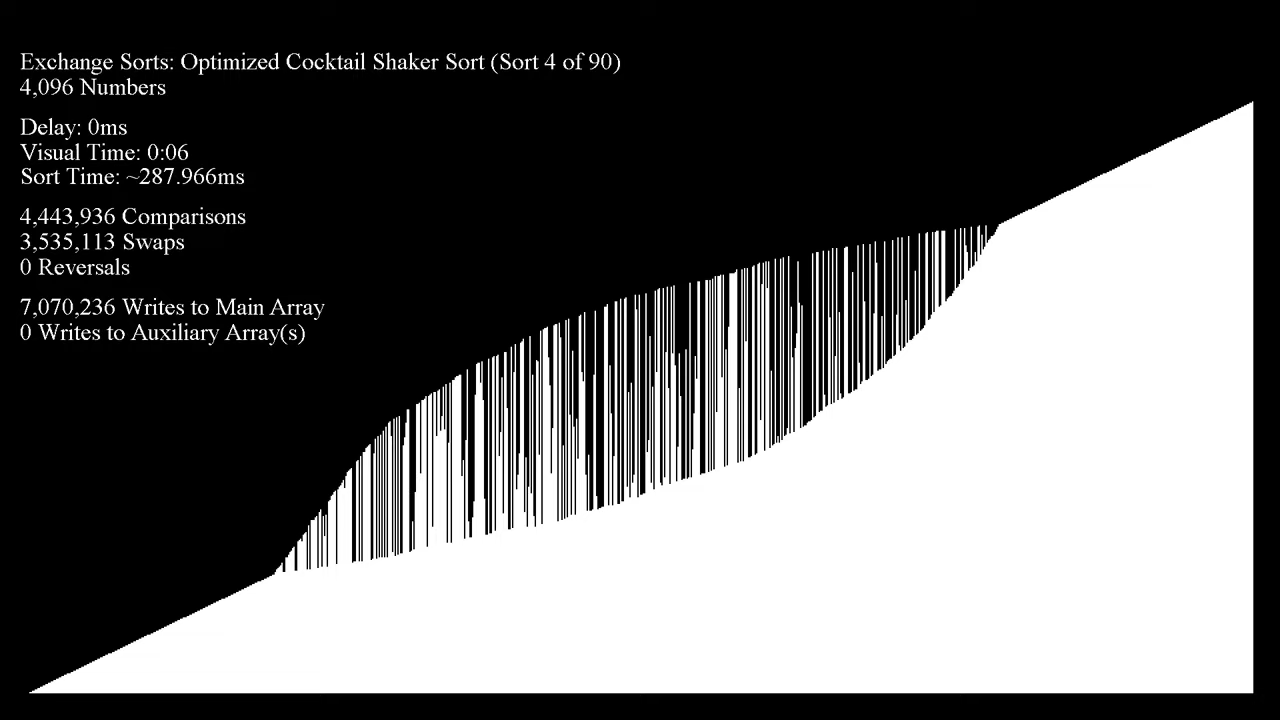 Exchange Sorts: Optimized Cocktail Shaker Sort (Sort 4 of 90)
4,096 Numbers
Delay: 0ms
Visual Time: 0:06
Sort Time: ~287.966ms
4,443,936 Comparisons
3,535,113 Swaps
0 Reversals
7,070,236 Writes to Main Array
0 Writes to Auxiliary Array(s)